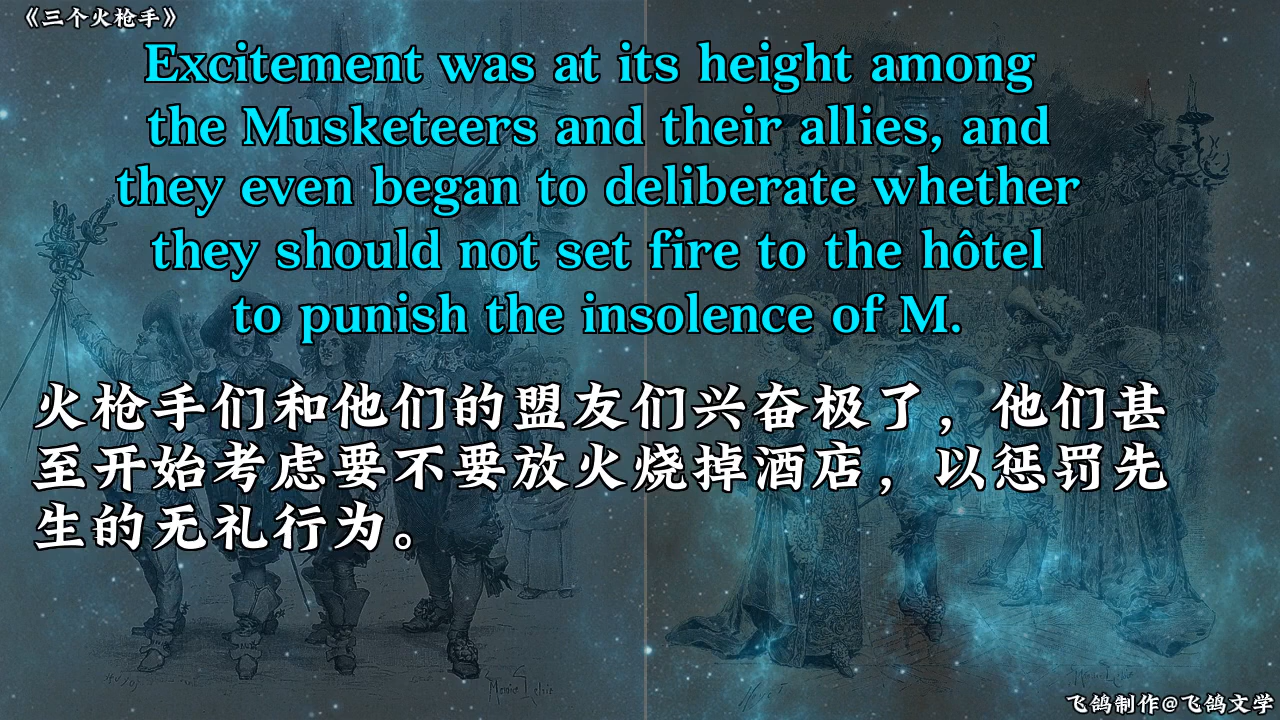 《三个火枪手》
Excitement was at its height among
the Musketeers and their allies, and
they even began to deliberate whether
they should not set fire to the hôtel
to punish the insolence of M.
火枪手们和他们的盟友们兴奋极了，他们甚
至开始考虑要不要放火烧掉酒店，以惩罚先
生的无礼行为。
飞鸽制作@飞鸽文学